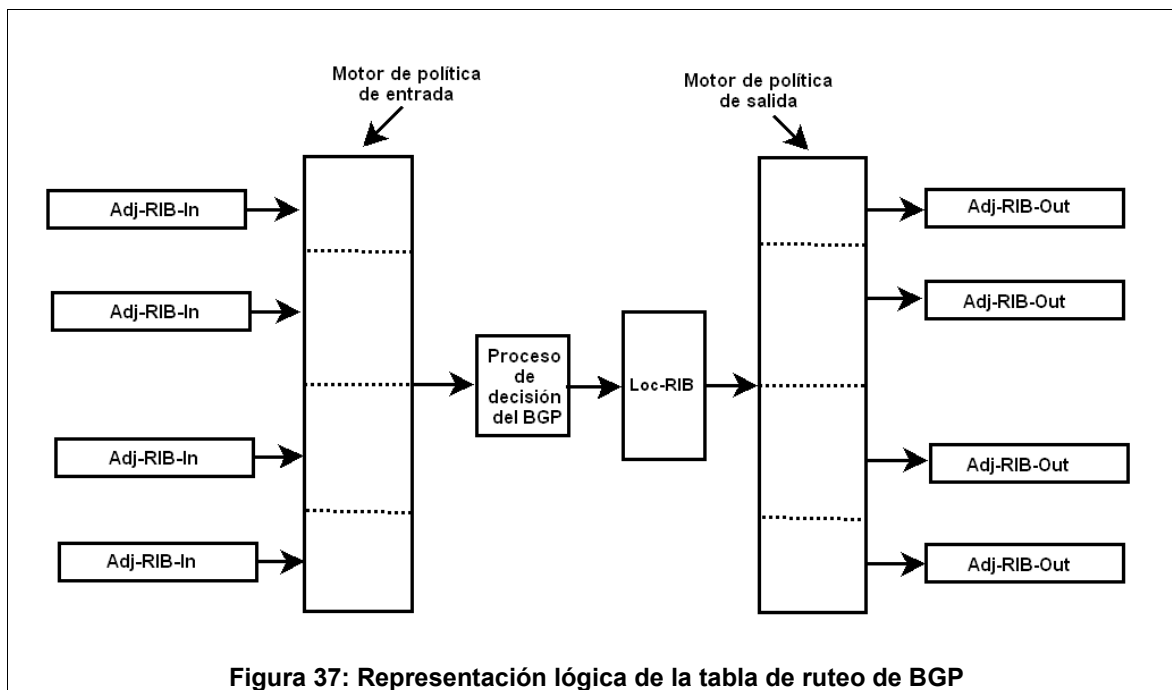 Motor de política
de entrada
Motor de política
de salida
Adj-RIB-In
Adj-RIB-Out
Adj-RIB-In
Adj-RIB-Out
Proceso
de
decisión
del BGP
Loc-RIB
Adj-RIB-In
Adj-RIB-Out
Adj-RIB-In
Adj-RIB-Out
Figura 37: Representación lógica de la tabla de ruteo de BGP